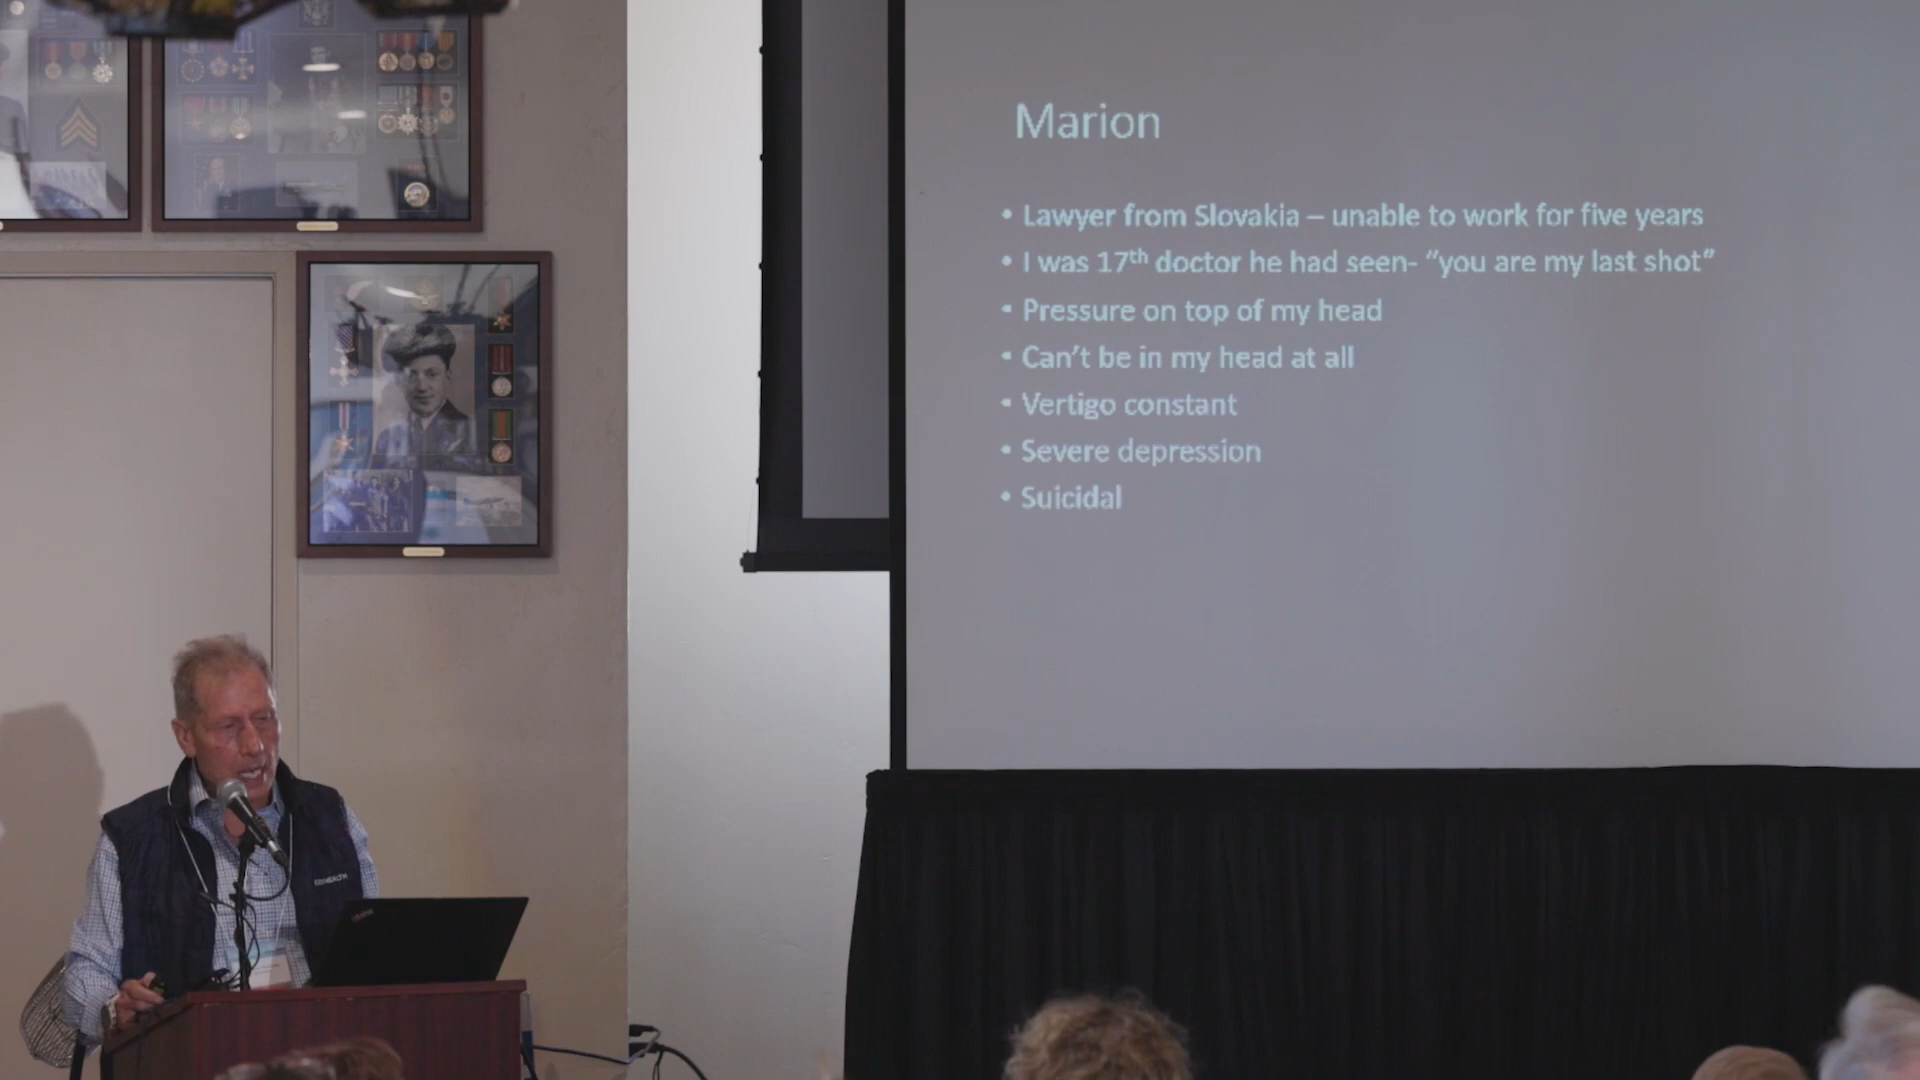 Marion
• Lawyer from Slovakia – unable to work for five years
• I was 17th doctor he had seen- “you are my last shot”
• Pressure on top of my head
• Can’t be in my head at all
• Vertigo constant
• Severe depression
• Suicidal